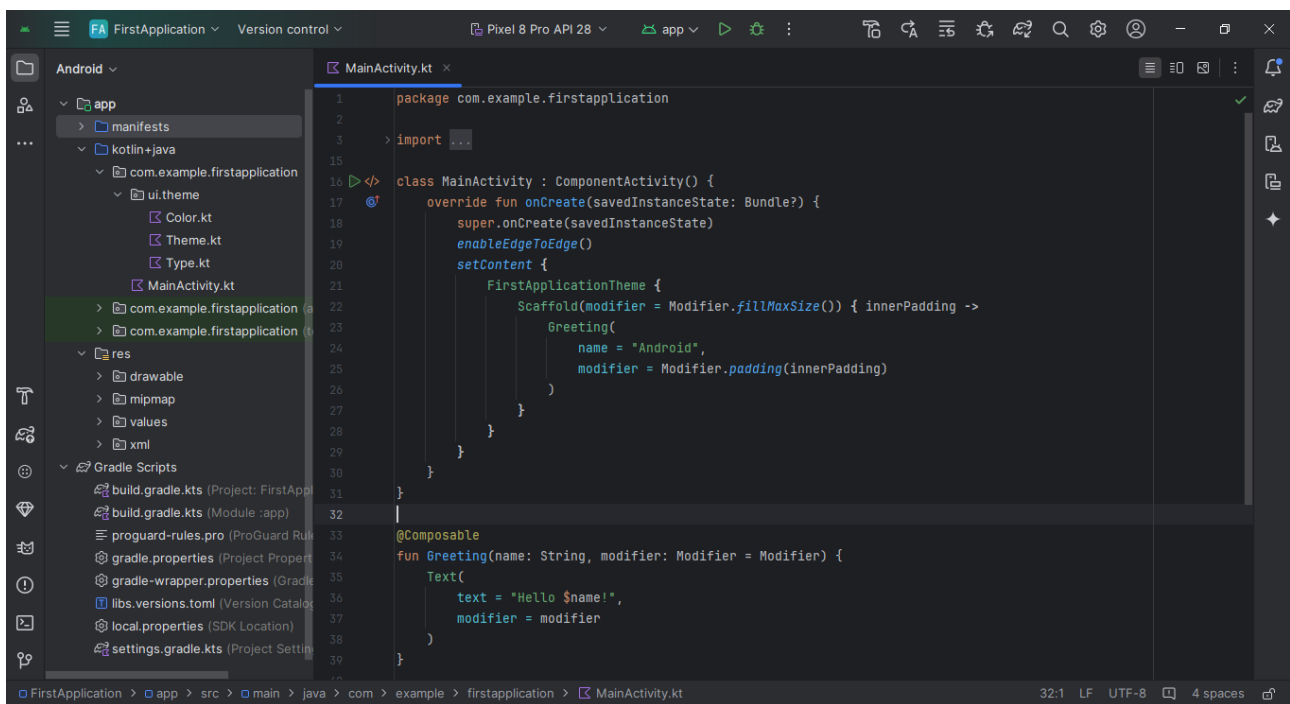 FA FirstApplication Version control Pixel 8 Pro API 28 app
Android
app
manifests
kotlin+java
com.example.firstapplication
ui.theme
Color.kt
Theme.kt
Type.kt
MainActivity.kt
com.example.firstapplication (a
com.example.firstapplication (t
res
drawable
mipmap
values
xml
Gradle Scripts
build.gradle.kts (Project: FirstAppl
build.gradle.kts (Module :app)
proguard-rules.pro (ProGuard Rul
gradle.properties (Project Propert
gradle-wrapper.properties (Gradle
libs.versions.toml (Version Catalog
local.properties (SDK Location)
settings.gradle.kts (Project Settin
MainActivity.kt
1 package com.example.firstapplication
2
3 import ...
15
16 class MainActivity : ComponentActivity() {
17 override fun onCreate(savedInstanceState: Bundle?) {
18 super.onCreate(savedInstanceState)
19 enableEdgeToEdge()
20 setContent {
21 FirstApplicationTheme {
22 Scaffold(modifier = Modifier.fillMaxSize()) { innerPadding ->
23 Greeting(
24 name = "Android",
25 modifier = Modifier.padding(innerPadding)
26 )
27 }
28 }
29 }
30 }
31 }
32
33 @Composable
34 fun Greeting(name: String, modifier: Modifier = Modifier) {
35 Text(
36 text = "Hello $name!",
37 modifier = modifier
38 )
39 }
FirstApplication > app > src > main > java > com > example > firstapplication > MainActivity.kt 32:1 LF UTF-8 4 spaces